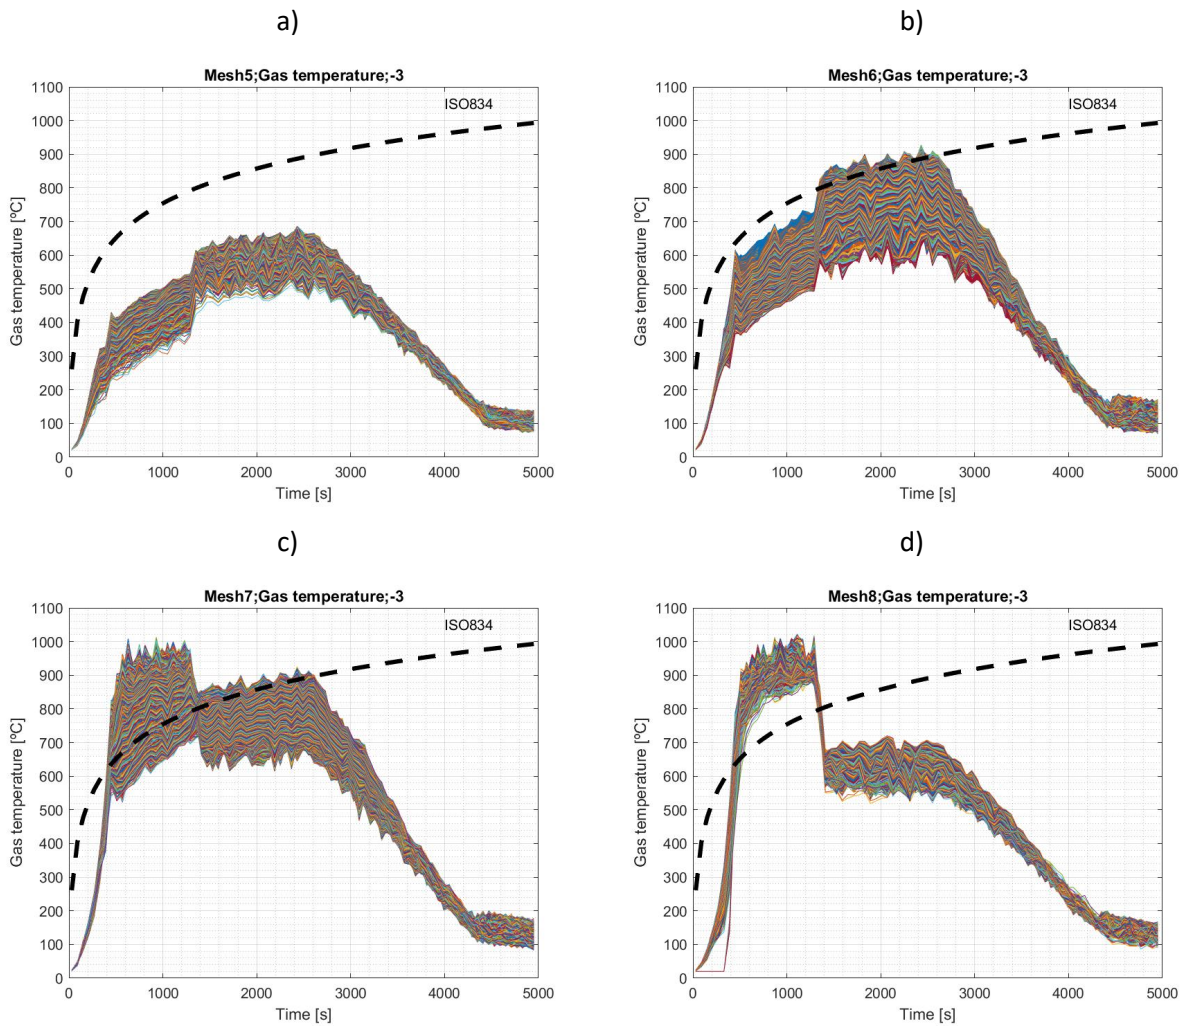 a)
b)
Mesh5;Gas temperature;-3
Mesh6;Gas temperature;-3
1100
1000
900
800
700
600
500
400
300
200
100
0
Gas temperature [ºC]
ISO834
0 1000 2000 3000 4000 5000
Time [s]
1100
1000
900
800
700
600
500
400
300
200
100
0
Gas temperature [ºC]
ISO834
0 1000 2000 3000 4000 5000
Time [s]
c)
d)
Mesh7;Gas temperature;-3
Mesh8;Gas temperature;-3
1100
1000
900
800
700
600
500
400
300
200
100
0
Gas temperature [ºC]
ISO834
0 1000 2000 3000 4000 5000
Time [s]
1100
1000
900
800
700
600
500
400
300
200
100
0
Gas temperature [ºC]
ISO834
0 1000 2000 3000 4000 5000
Time [s]